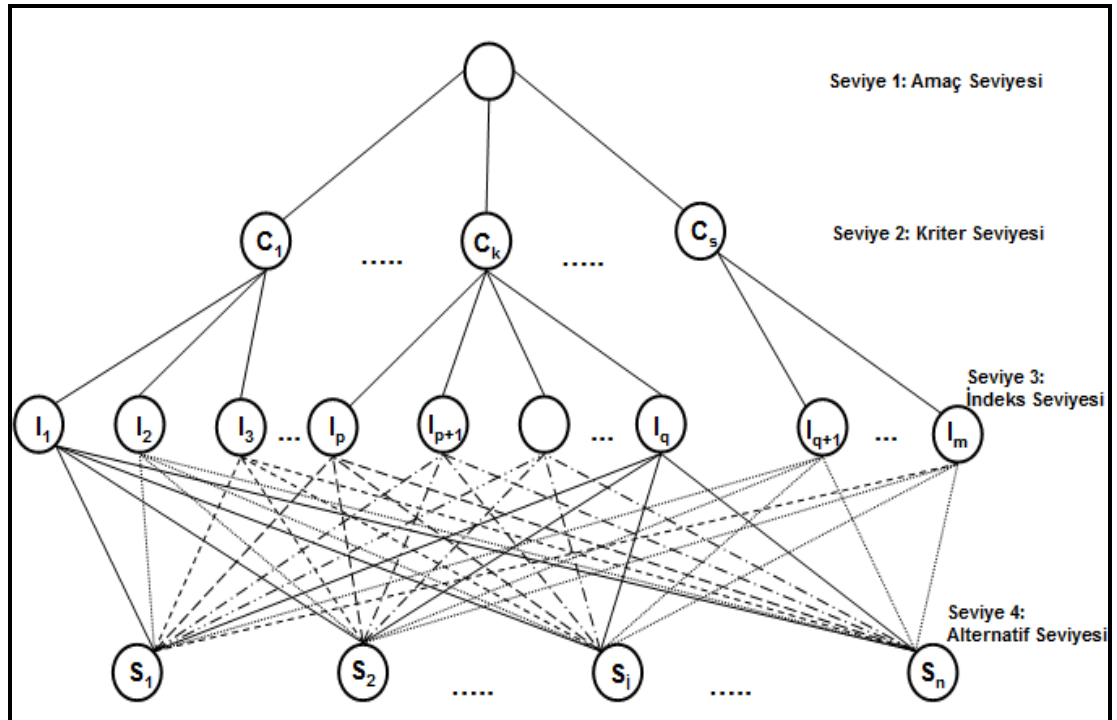 Seviye 1: Amaç Seviyesi
C1 ..... Ck ..... Cs
Seviye 2: Kriter Seviyesi
Seviye 3:
İndeks Seviyesi
I1 I2 I3 ... Ip Ip+1 ... Iq Iq+1 ... Im
Seviye 4:
Alternatif Seviyesi
S1 S2 ..... Sj ..... Sn